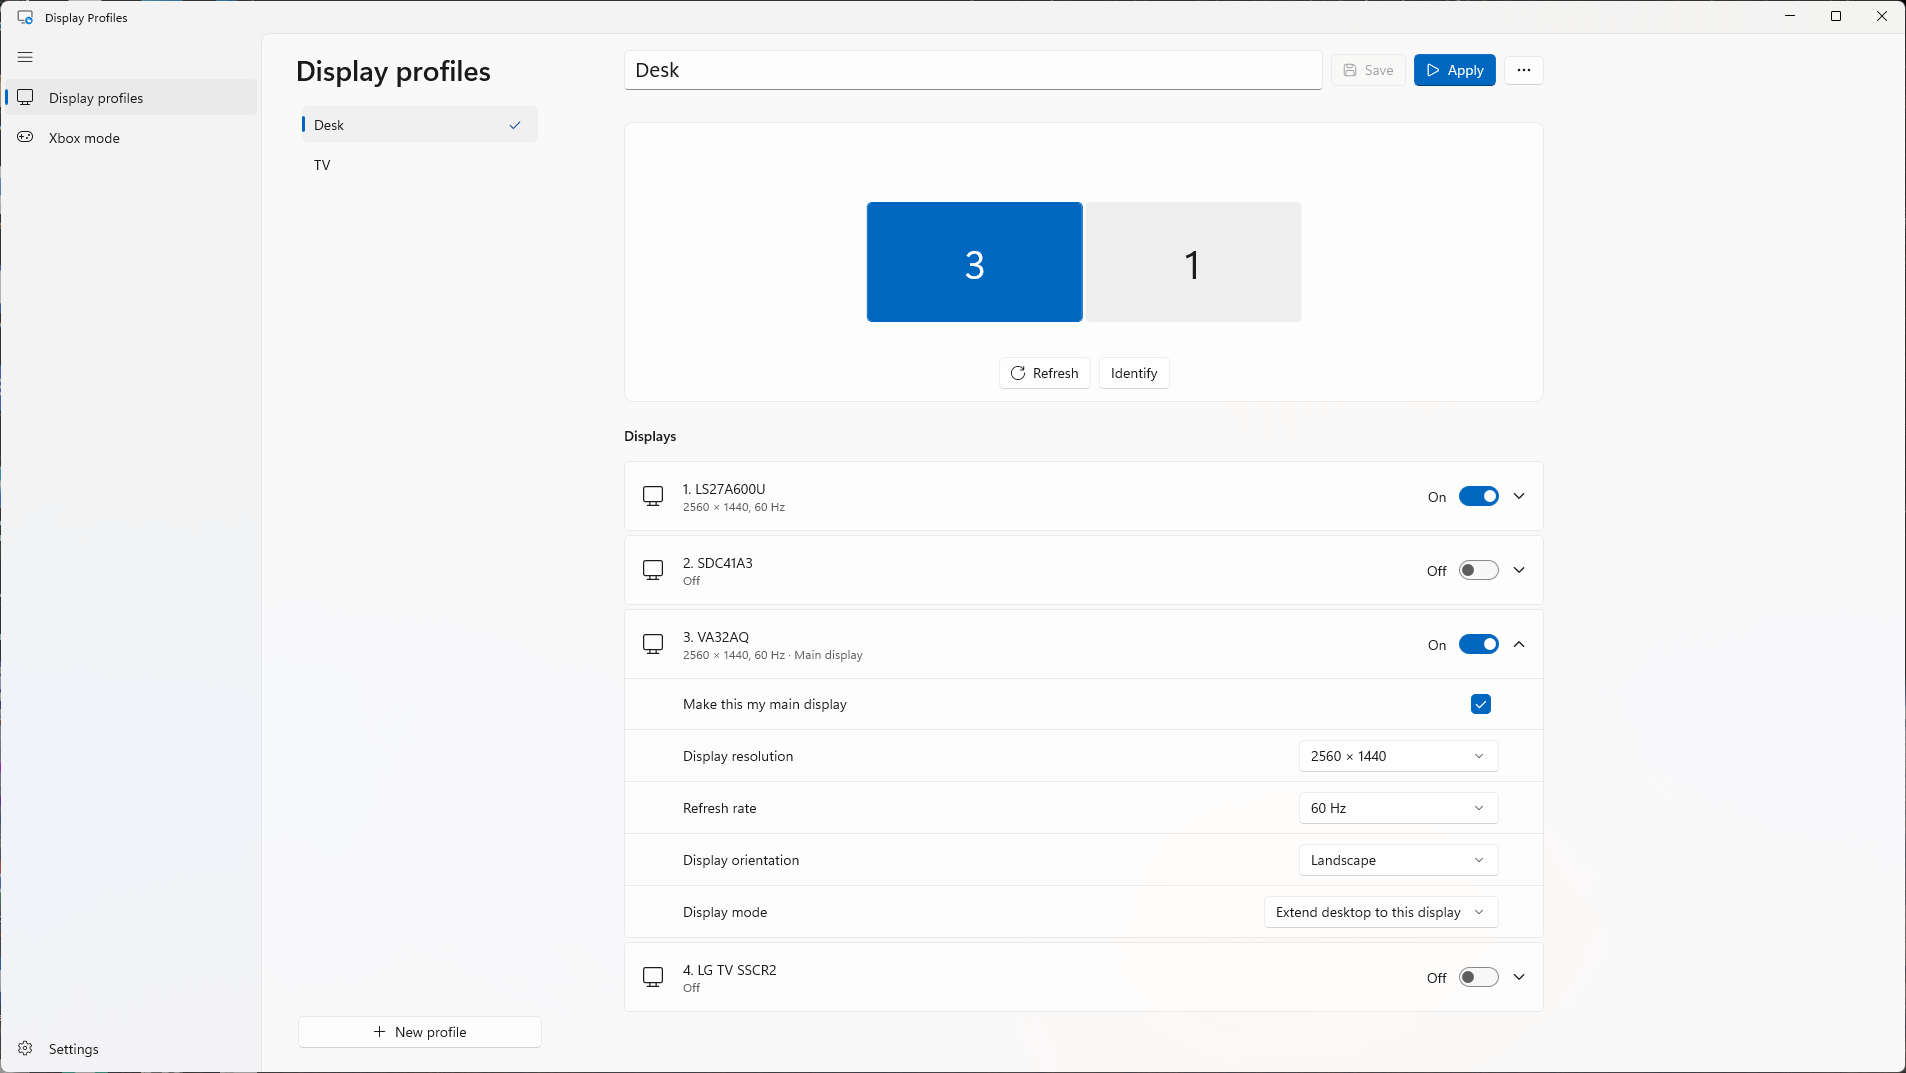 Display Profiles
Display profiles
Xbox mode
Settings
Display profiles
Desk
TV
New profile
Desk
Save
Apply
3
1
Refresh
Identify
Displays
1. LS27A600U
2560 × 1440, 60 Hz
On
2. SDC41A3
Off
Off
3. VA32AQ
2560 × 1440, 60 Hz · Main display
On
Make this my main display
Display resolution
2560 × 1440
Refresh rate
60 Hz
Display orientation
Landscape
Display mode
Extend desktop to this display
4. LG TV SSCR2
Off
Off